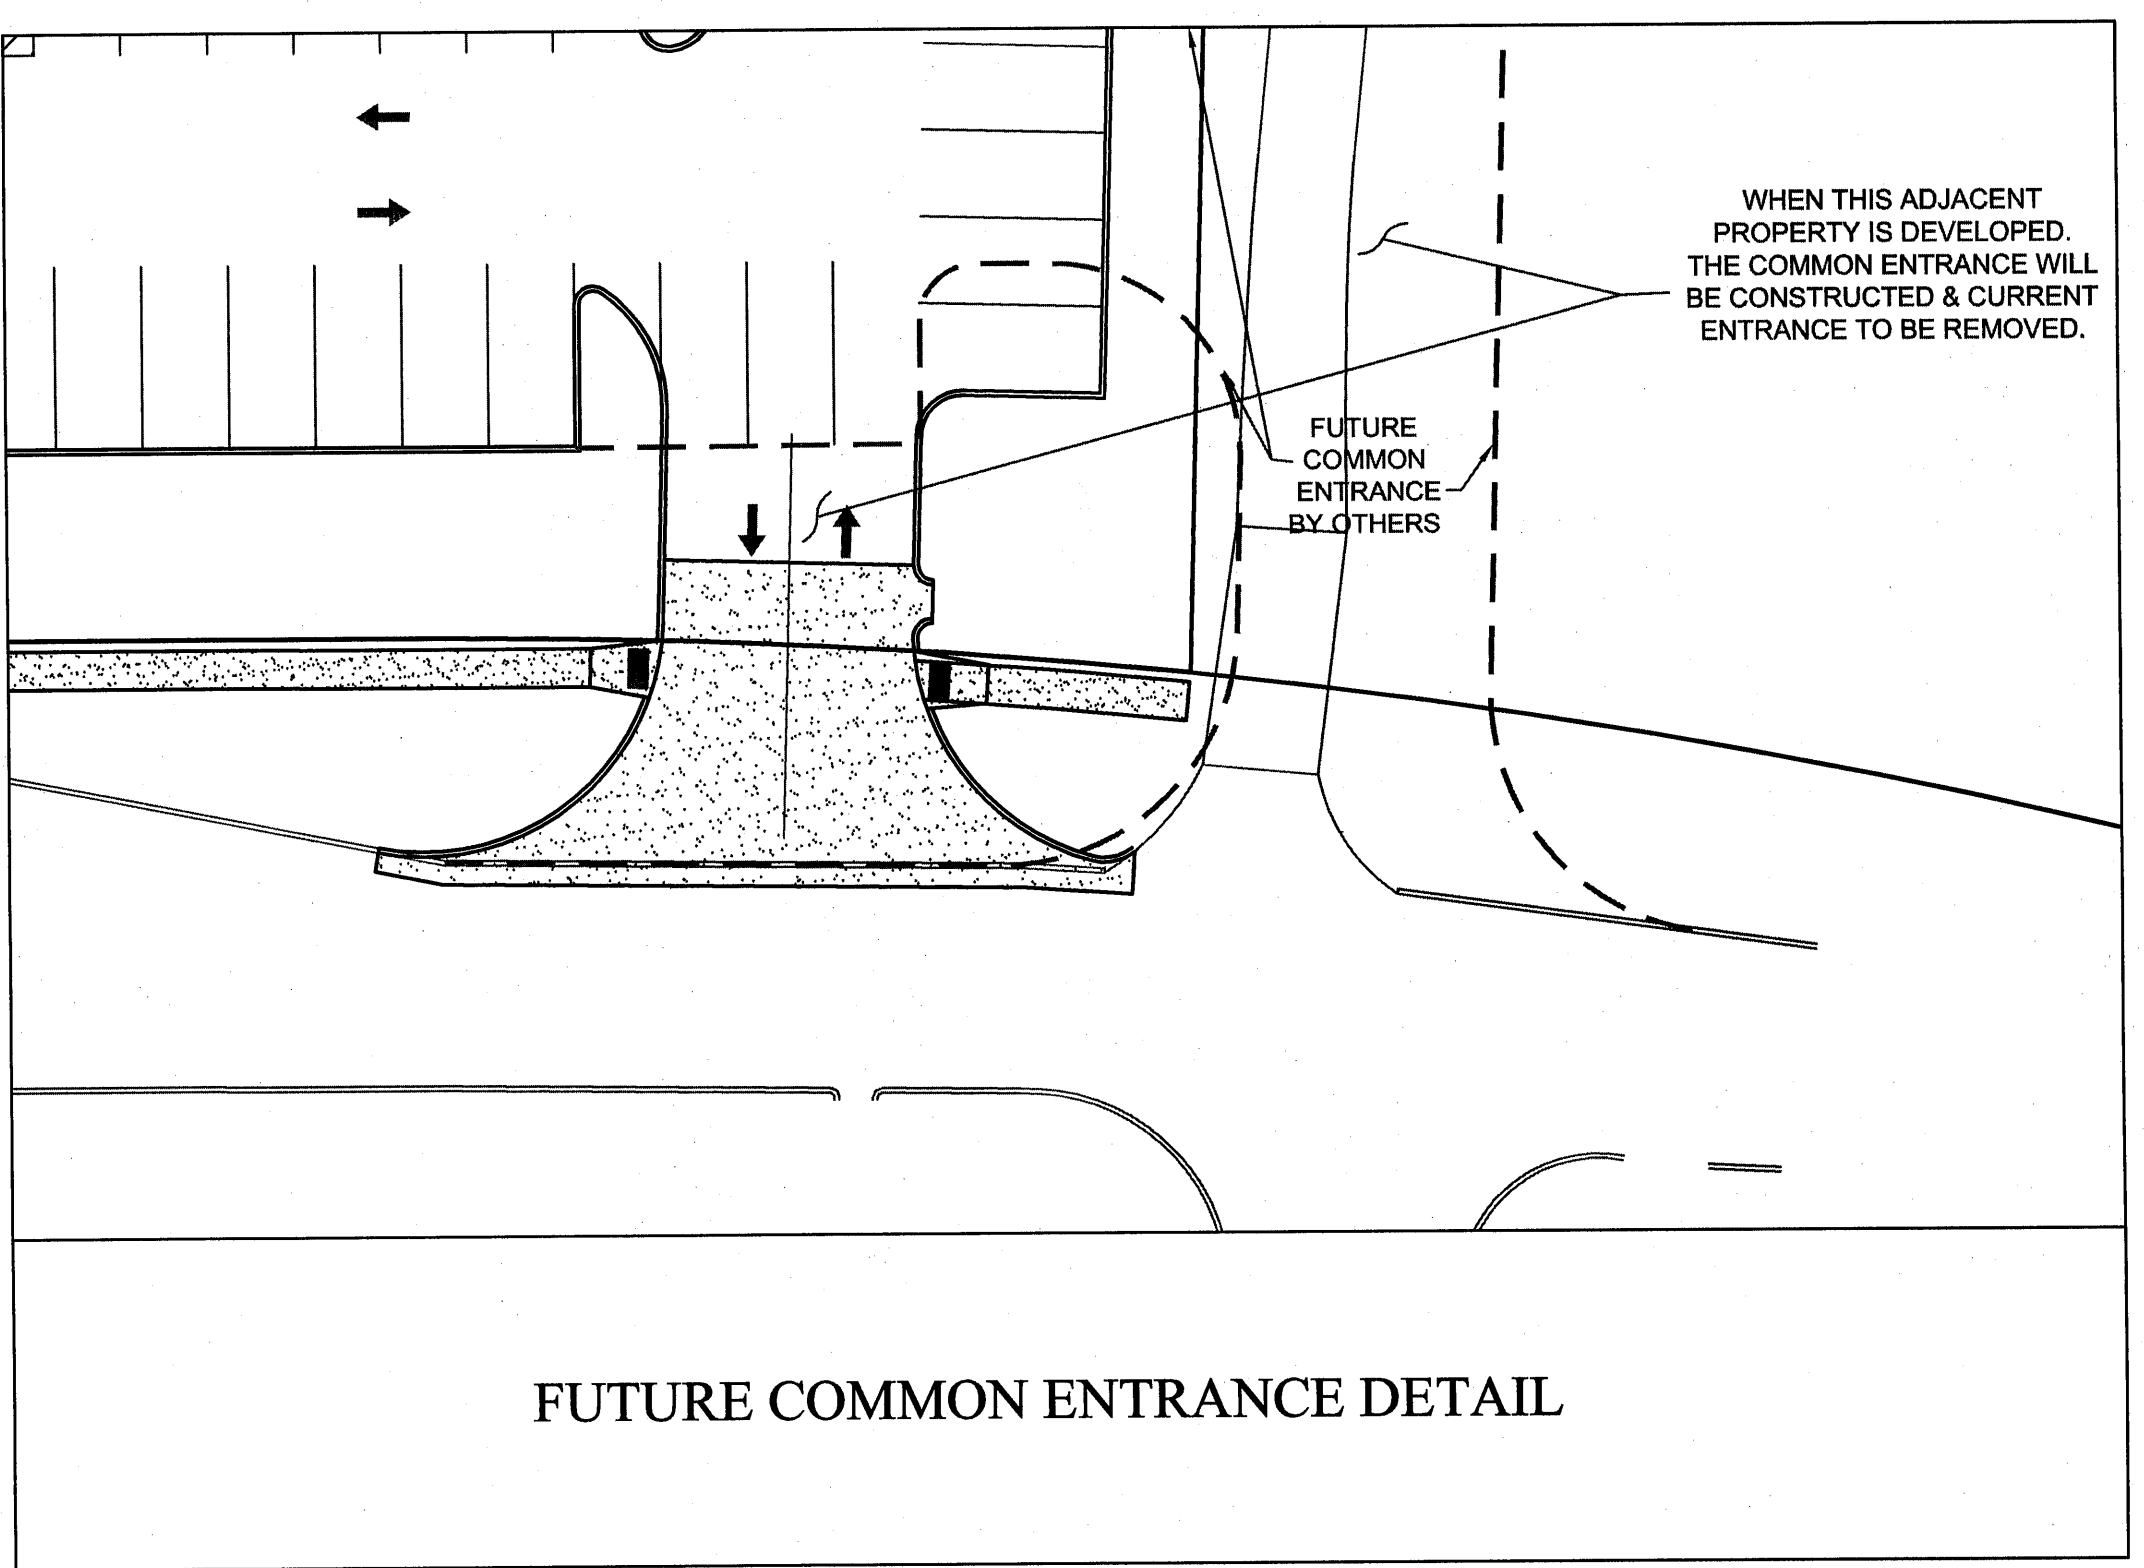 WHEN THIS ADJACENT
PROPERTY IS DEVELOPED.
THE COMMON ENTRANCE WILL
BE CONSTRUCTED & CURRENT
ENTRANCE TO BE REMOVED.
FUTURE
COMMON
ENTRANCE
BY OTHERS
FUTURE COMMON ENTRANCE DETAIL